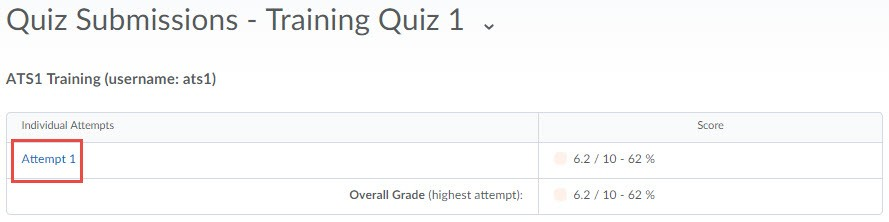 Quiz Submissions - Training Quiz 1
ATS1 Training (username: ats1)
Individual Attempts Score
Attempt 1 6.2 / 10 - 62 %
Overall Grade (highest attempt): 6.2 / 10 - 62 %